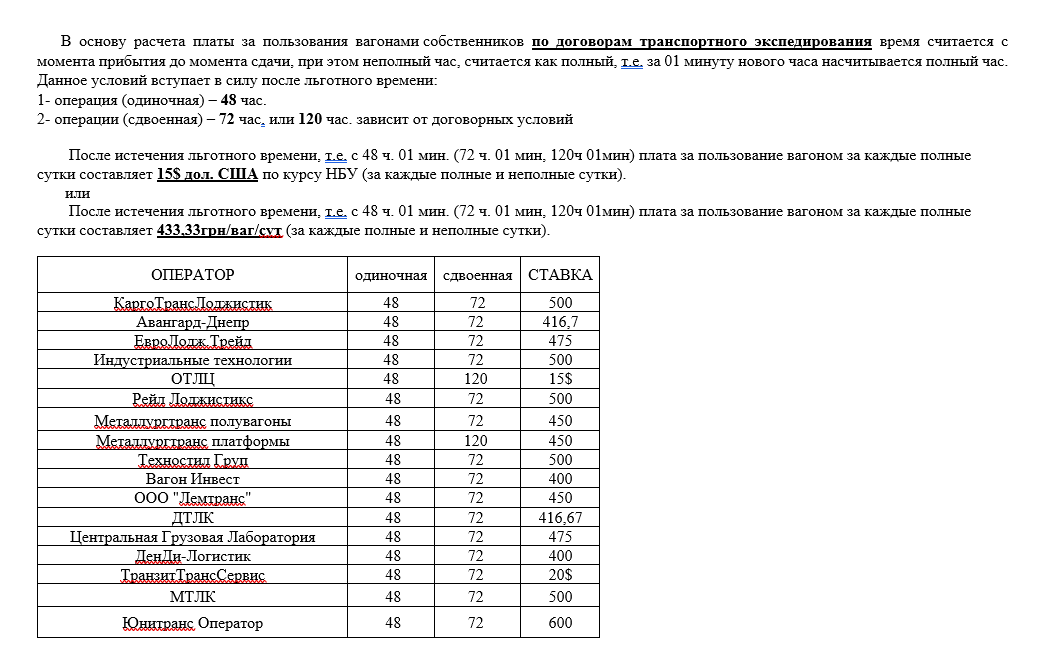 В основу расчета платы за пользования вагонами собственников по договорам транспортного экспедирования время считается с
момента прибытия до момента сдачи, при этом неполный час, считается как полный, т.е. за 01 минуту нового часа насчитывается полный час.
Данное условий вступает в силу после льготного времени:
1- операция (одиночная) – 48 час.
2- операции (сдвоенная) – 72 час, или 120 час. зависит от договорных условий
После истечения льготного времени, т.е. с 48 ч. 01 мин. (72 ч. 01 мин, 120ч 01мин) плата за пользование вагоном за каждые полные
сутки составляет 15$ дол. США по курсу НБУ (за каждые полные и неполные сутки).
или
После истечения льготного времени, т.е. с 48 ч. 01 мин. (72 ч. 01 мин, 120ч 01мин) плата за пользование вагоном за каждые полные
сутки составляет 433,33грн/ваг/сут (за каждые полные и неполные сутки).
ОПЕРАТОР одиночная сдвоенная СТАВКА
КаргоТрансЛоджистик 48 72 500
Авангард-Днепр 48 72 416,7
ЕвроЛодж Трейд 48 72 475
Индустриальные технологии 48 72 500
ОТЛЦ 48 120 15$
Рейл Лоджистикс 48 72 500
Металлургтранс полувагоны 48 72 450
Металлургтранс платформы 48 120 450
Техностил Груп 48 72 500
Вагон Инвест 48 72 400
ООО "Лемтранс" 48 72 450
ДТЛК 48 72 416,67
Центральная Грузовая Лаборатория 48 72 475
ДенДи-Логистик 48 72 400
ТранзитТрансСервис 48 72 20$
МТЛК 48 72 500
Юнитранс Оператор 48 72 600